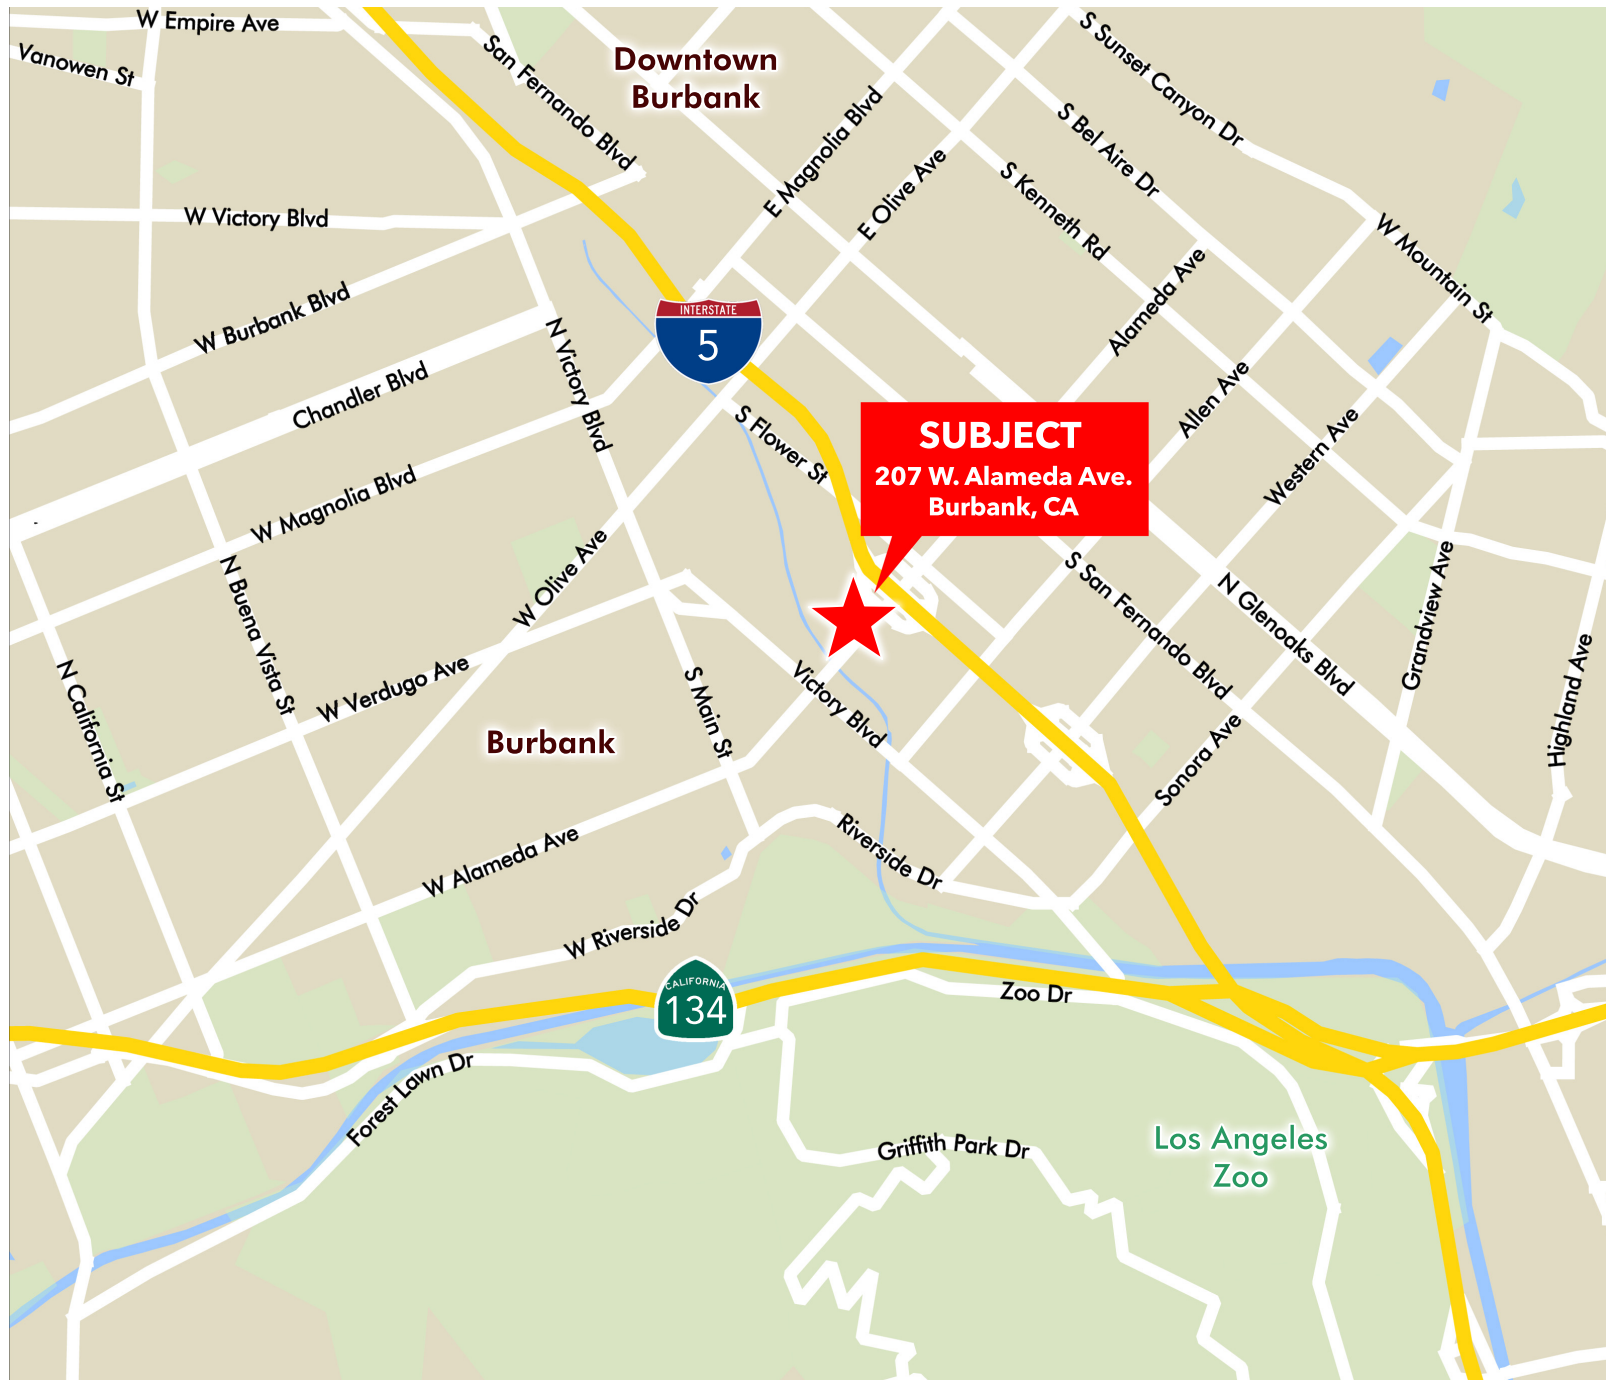 W Empire Ave
S Sunset Canyon Dr
Vanowen St
San Fernando Blvd
Downtown
Burbank
E Magnolia Blvd
S Bel Aire Dr
E Olive Ave
S Kenneth Rd
W Victory Blvd
W Mountain St
Alameda Ave
W Burbank Blvd
INTERSTATE
5
N Victory Blvd
Chandler Blvd
Allen Ave
S Flower St
Western Ave
SUBJECT
207 W. Alameda Ave.
Burbank, CA
W Magnolia Blvd
W Olive Ave
N Buena Vista St
S San Fernando Blvd
N Glenoaks Blvd
Grandview Ave
Highland Ave
N California St
W Verdugo Ave
S Main St
Victory Blvd
Burbank
Sonora Ave
W Alameda Ave
Riverside Dr
W Riverside Dr
CALIFORNIA
134
Zoo Dr
Forest Lawn Dr
Griffith Park Dr
Los Angeles
Zoo